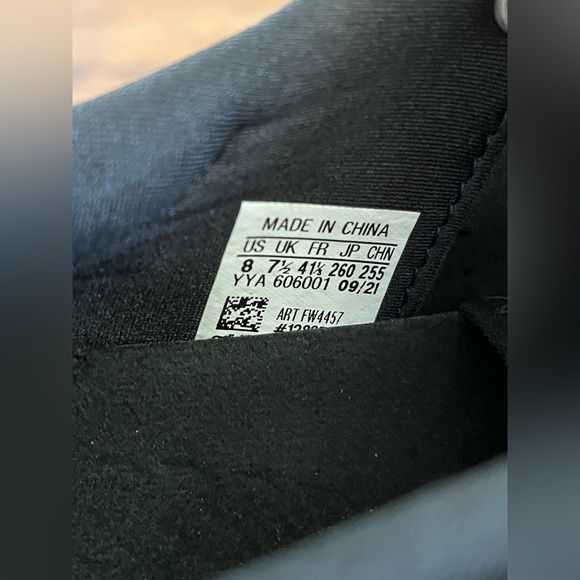 MADE IN CHINA
US UK FR JP CHN
8 7½ 41⅓ 260 255
YYA 606001 09/21
ART FW4457